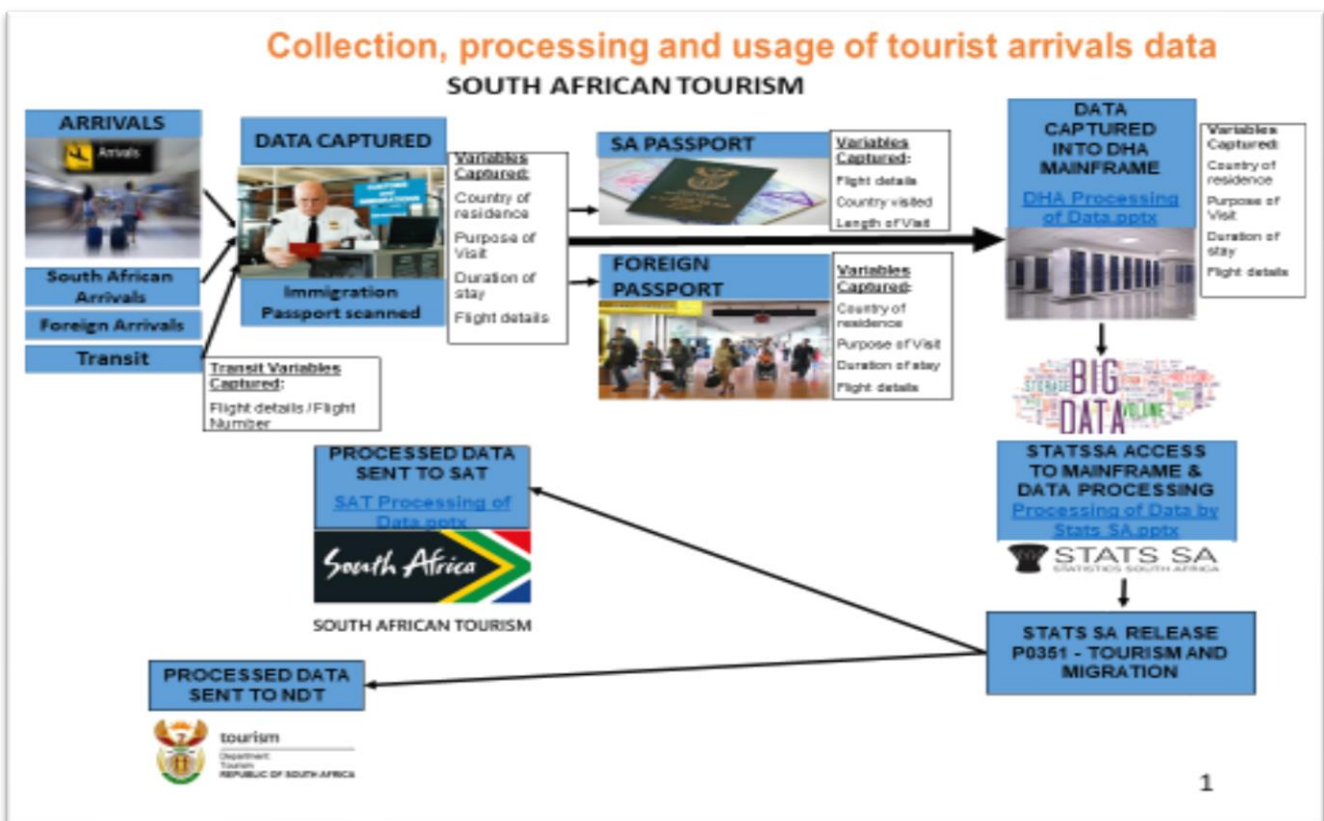 Collection, processing and usage of tourist arrivals data
SOUTH AFRICAN TOURISM
ARRIVALS
Arrivals
South African
Arrivals
Foreign Arrivals
Transit
Transit Variables
Captured:
Flight details / Flight
Number
DATA CAPTURED
Immigration
Passport scanned
Variables
Captured:
Country of
residence
Purpose of
Visit
Duration of
stay
Flight details
SA PASSPORT
Variables
Captured:
Flight details
Country visited
Length of Visit
FOREIGN
PASSPORT
Variables
Captured:
Country of
residence
Purpose of Visit
Duration of stay
Flight details
DATA
CAPTURED
INTO DHA
MAINFRAME
DHA Processing
of Data.pptx
Variables
Captured:
Country of
residence
Purpose of
Visit
Duration of
stay
Flight details
STORAGE
BIG
DATA
VOLUME
STATSSA ACCESS
TO MAINFRAME &
DATA PROCESSING
Processing of Data by
Stats SA.pptx
STATS SA
STATISTICS SOUTH AFRICA
STATS SA RELEASE
P0351 - TOURISM AND
MIGRATION
PROCESSED DATA
SENT TO SAT
SAT Processing of
Data.pptx
South Africa
SOUTH AFRICAN TOURISM
PROCESSED DATA
SENT TO NDT
tourism
Department:
Tourism
REPUBLIC OF SOUTH AFRICA
1